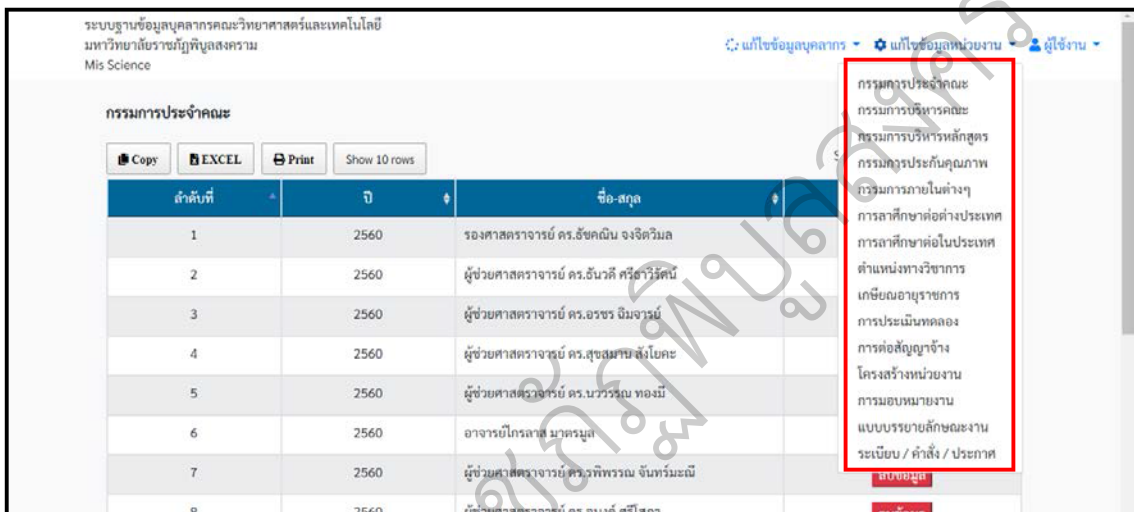 ระบบฐานข้อมูลบุคลากรคณะวิทยาศาสตร์และเทคโนโลยี
มหาวิทยาลัยราชภัฏพิบูลสงคราม
Mis Science
แก้ไขข้อมูลบุคลากร แก้ไขข้อมูลหน่วยงาน ผู้ใช้งาน
กรรมการประจำคณะ
Copy EXCEL Print Show 10 rows
ลำดับที่ ปี ชื่อ-สกุล
1 2560 รองศาสตราจารย์ ดร.ธัชคณิน จงจิตวิมล
2 2560 ผู้ช่วยศาสตราจารย์ ดร.ธันวดี ศรีธาวิรัตน์
3 2560 ผู้ช่วยศาสตราจารย์ ดร.อรชร ฉิมจารย์
4 2560 ผู้ช่วยศาสตราจารย์ ดร.สุขสมาน สังโยคะ
5 2560 ผู้ช่วยศาสตราจารย์ ดร.นวรรณ ทองมี
6 2560 อาจารย์ไกรลาศ มาตรมูล
7 2560 ผู้ช่วยศาสตราจารย์ ดร.รพิพรรณ จันทร์มะณี ลบข้อมูล
8 2560
กรรมการประจำคณะ
กรรมการบริหารคณะ
กรรมการบริหารหลักสูตร
กรรมการประกันคุณภาพ
กรรมการภายในต่างๆ
การลาศึกษาต่อต่างประเทศ
การลาศึกษาต่อในประเทศ
ตำแหน่งทางวิชาการ
เกษียณอายุราชการ
การประเมินทดลอง
การต่อสัญญาจ้าง
โครงสร้างหน่วยงาน
การมอบหมายงาน
แบบบรรยายลักษณะงาน
ระเบียบ / คำสั่ง / ประกาศ